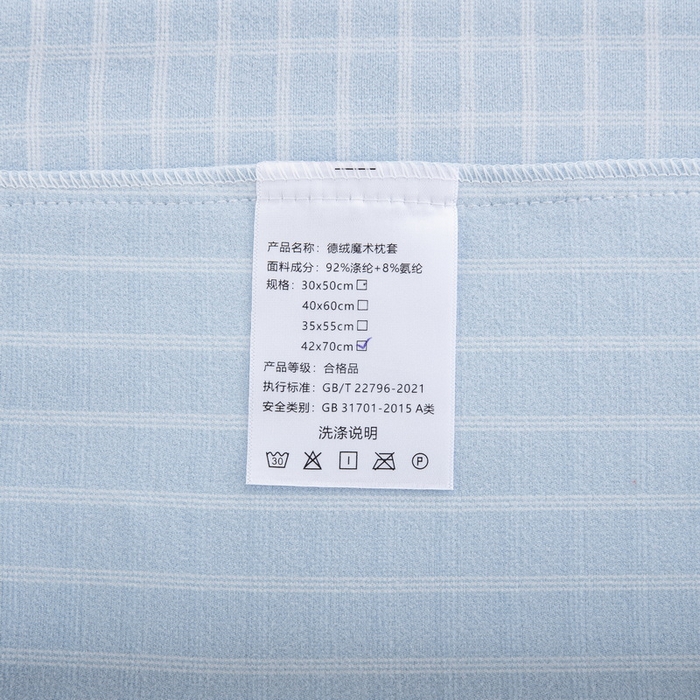 产品名称：德绒魔术枕套
面料成分：92%涤纶+8%氨纶
规格：30x50cm
40x60cm
35x55cm
42x70cm
产品等级：合格品
执行标准：GB/T 22796-2021
安全类别：GB 31701-2015 A类
洗涤说明
30
P